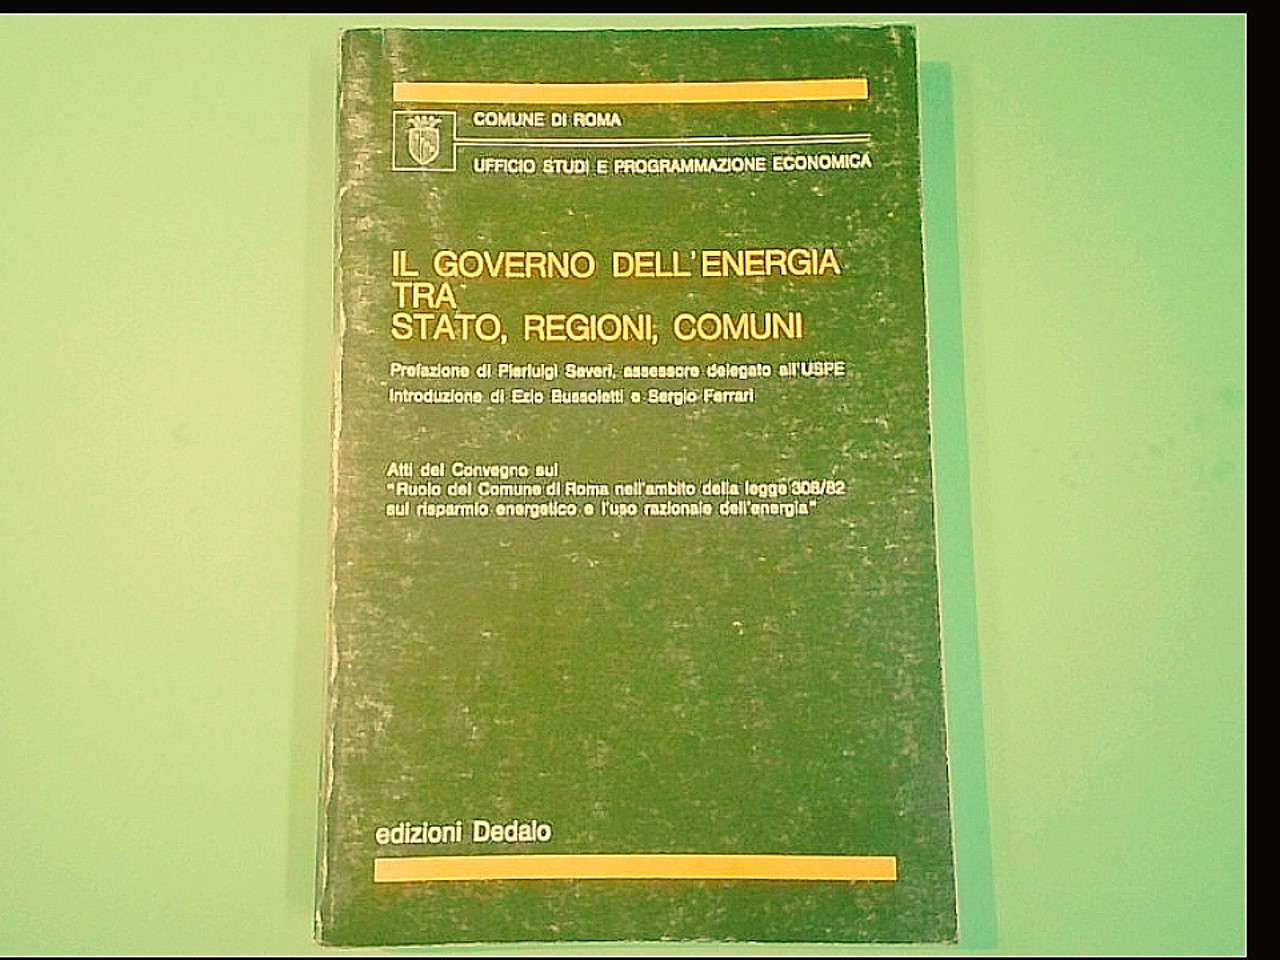 COMUNE DI ROMA
UFFICIO STUDI E PROGRAMMAZIONE ECONOMICA
IL GOVERNO DELL'ENERGIA
TRA
STATO, REGIONI, COMUNI
Prefazione di Pierluigi Severi, assessore delegato all'USPE
Introduzione di Ezio Bussoletti e Sergio Ferrari
Atti del Convegno sul
"Ruolo del Comune di Roma nell'ambito della legge 308/82
sul risparmio energetico e l'uso razionale dell'energia"
edizioni Dedalo